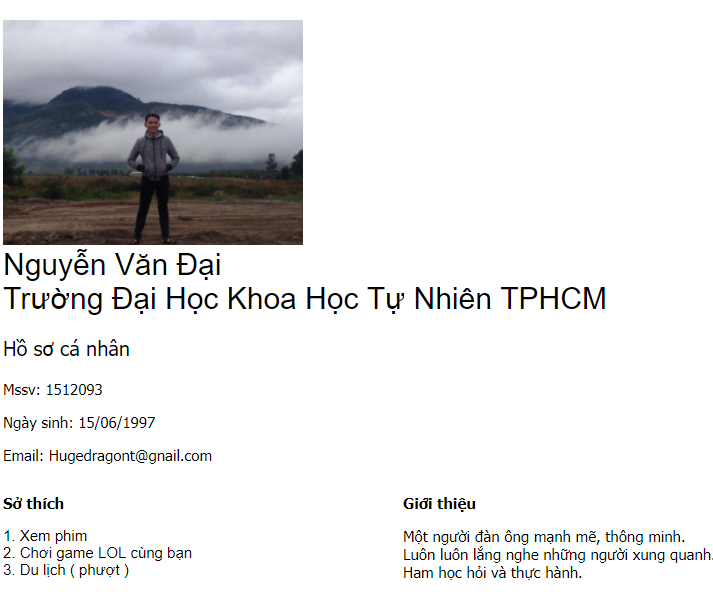 Nguyễn Văn Đại
Trường Đại Học Khoa Học Tự Nhiên TPHCM
Hồ sơ cá nhân
Mssv: 1512093
Ngày sinh: 15/06/1997
Email: Hugedragont@gnail.com
Sở thích
1. Xem phim
2. Chơi game LOL cùng bạn
3. Du lịch ( phượt )
Giới thiệu
Một người đàn ông mạnh mẽ, thông minh.
Luôn luôn lắng nghe những người xung quanh.
Ham học hỏi và thực hành.